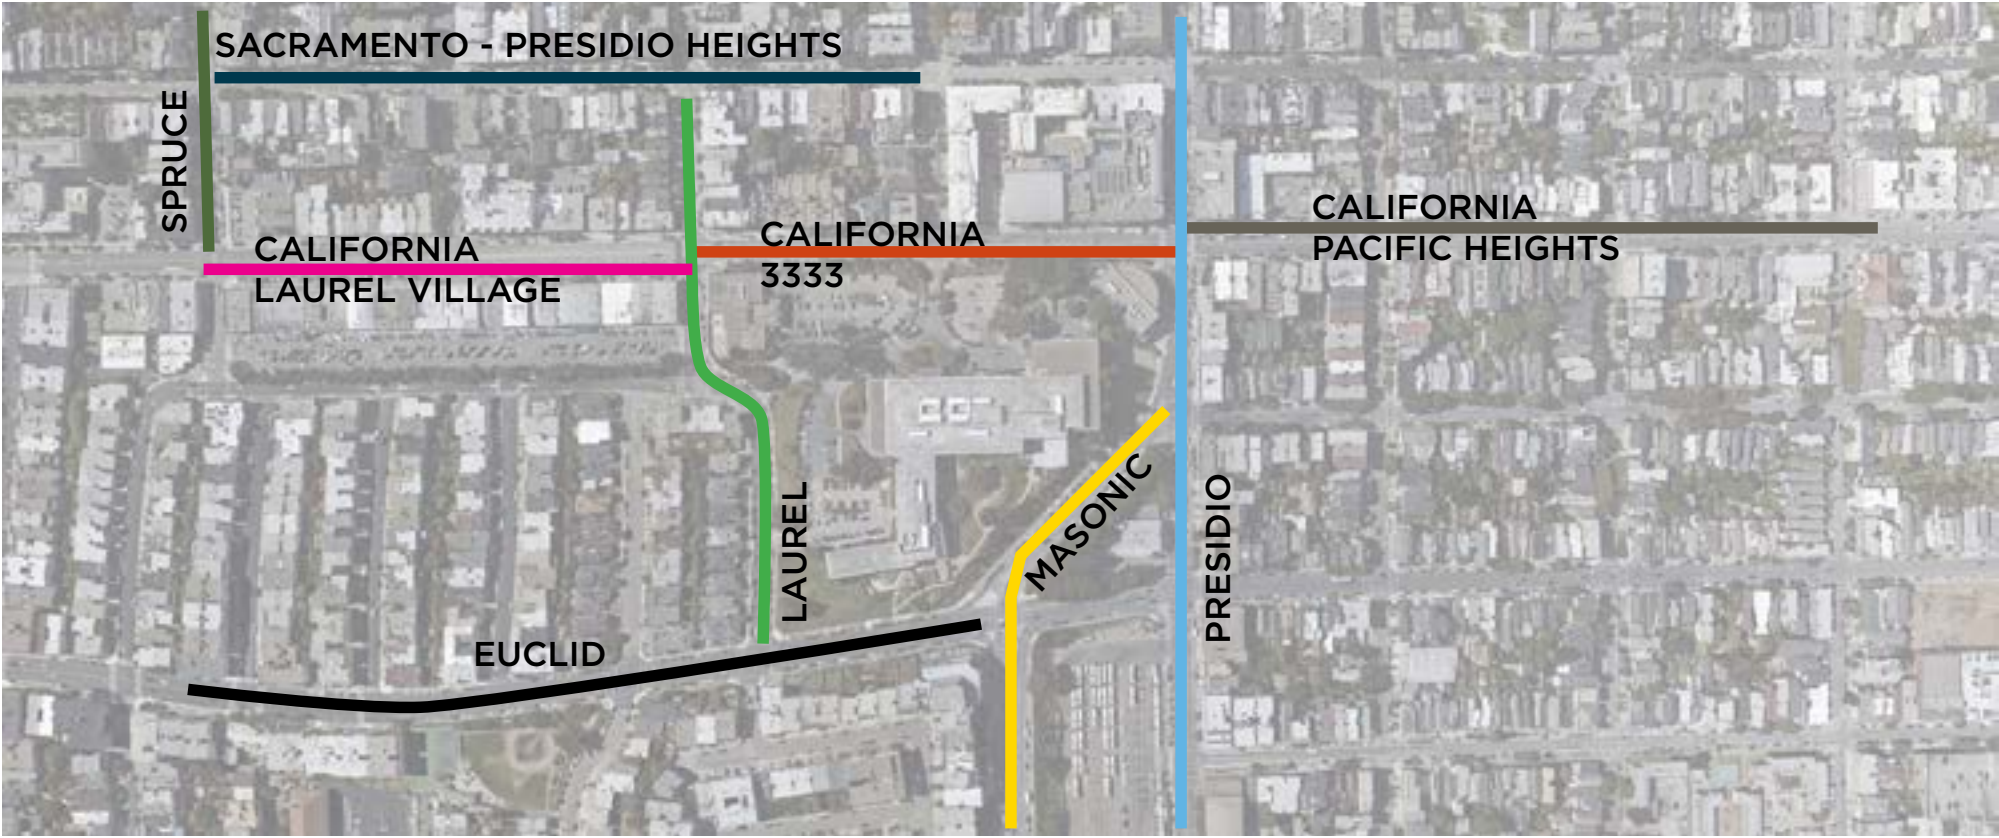 SACRAMENTO - PRESIDIO HEIGHTS
SPRUCE
CALIFORNIA
LAUREL VILLAGE
CALIFORNIA
3333
CALIFORNIA
PACIFIC HEIGHTS
MASONIC
LAUREL
PRESIDIO
EUCLID